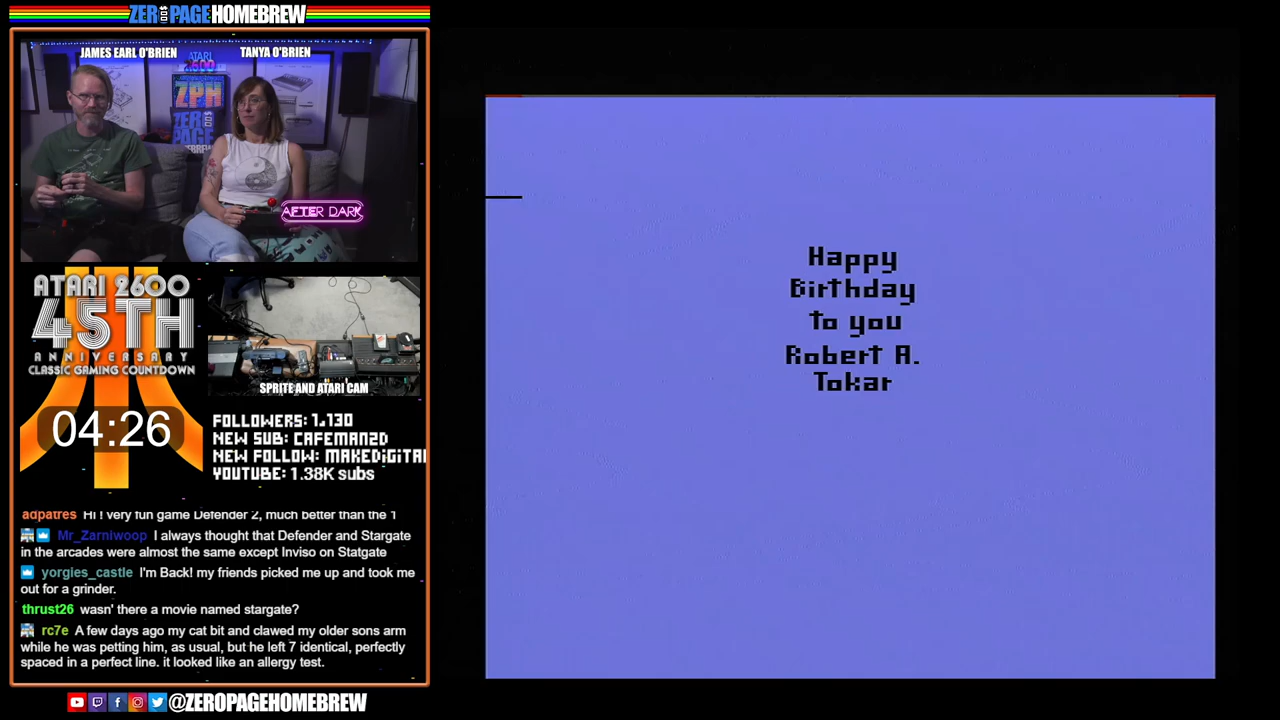 ZEROPAGEHOMEBREW
JAMES EARL O'BRIEN
TANYA O'BRIEN
ATARI
2600
ZPH
ZERO
PAGE
AFTER DARK
ATARI 2600
45TH
ANNIVERSARY
CLASSIC GAMING COUNTDOWN
04:26
SPRITE AND ATARI CAM
FOLLOWERS: 1,130
NEW SUB: CAFEMAN2D
NEW FOLLOW: MAKEDIGITAL
YOUTUBE: 1.38K subs
adpatres Hi ! very fun game Defender 2, much better than the 1
Mr_Zarniwoop I always thought that Defender and Stargate
in the arcades were almost the same except Inviso on Statgate
yorgies_castle I'm Back! my friends picked me up and took me
out for a grinder.
thrust26 wasn' there a movie named stargate?
rc7e A few days ago my cat bit and clawed my older sons arm
while he was petting him, as usual, but he left 7 identical, perfectly
spaced in a perfect line. it looked like an allergy test.
@ZEROPAGEHOMEBREW
Happy
Birthday
To you
Robert A.
Tokar